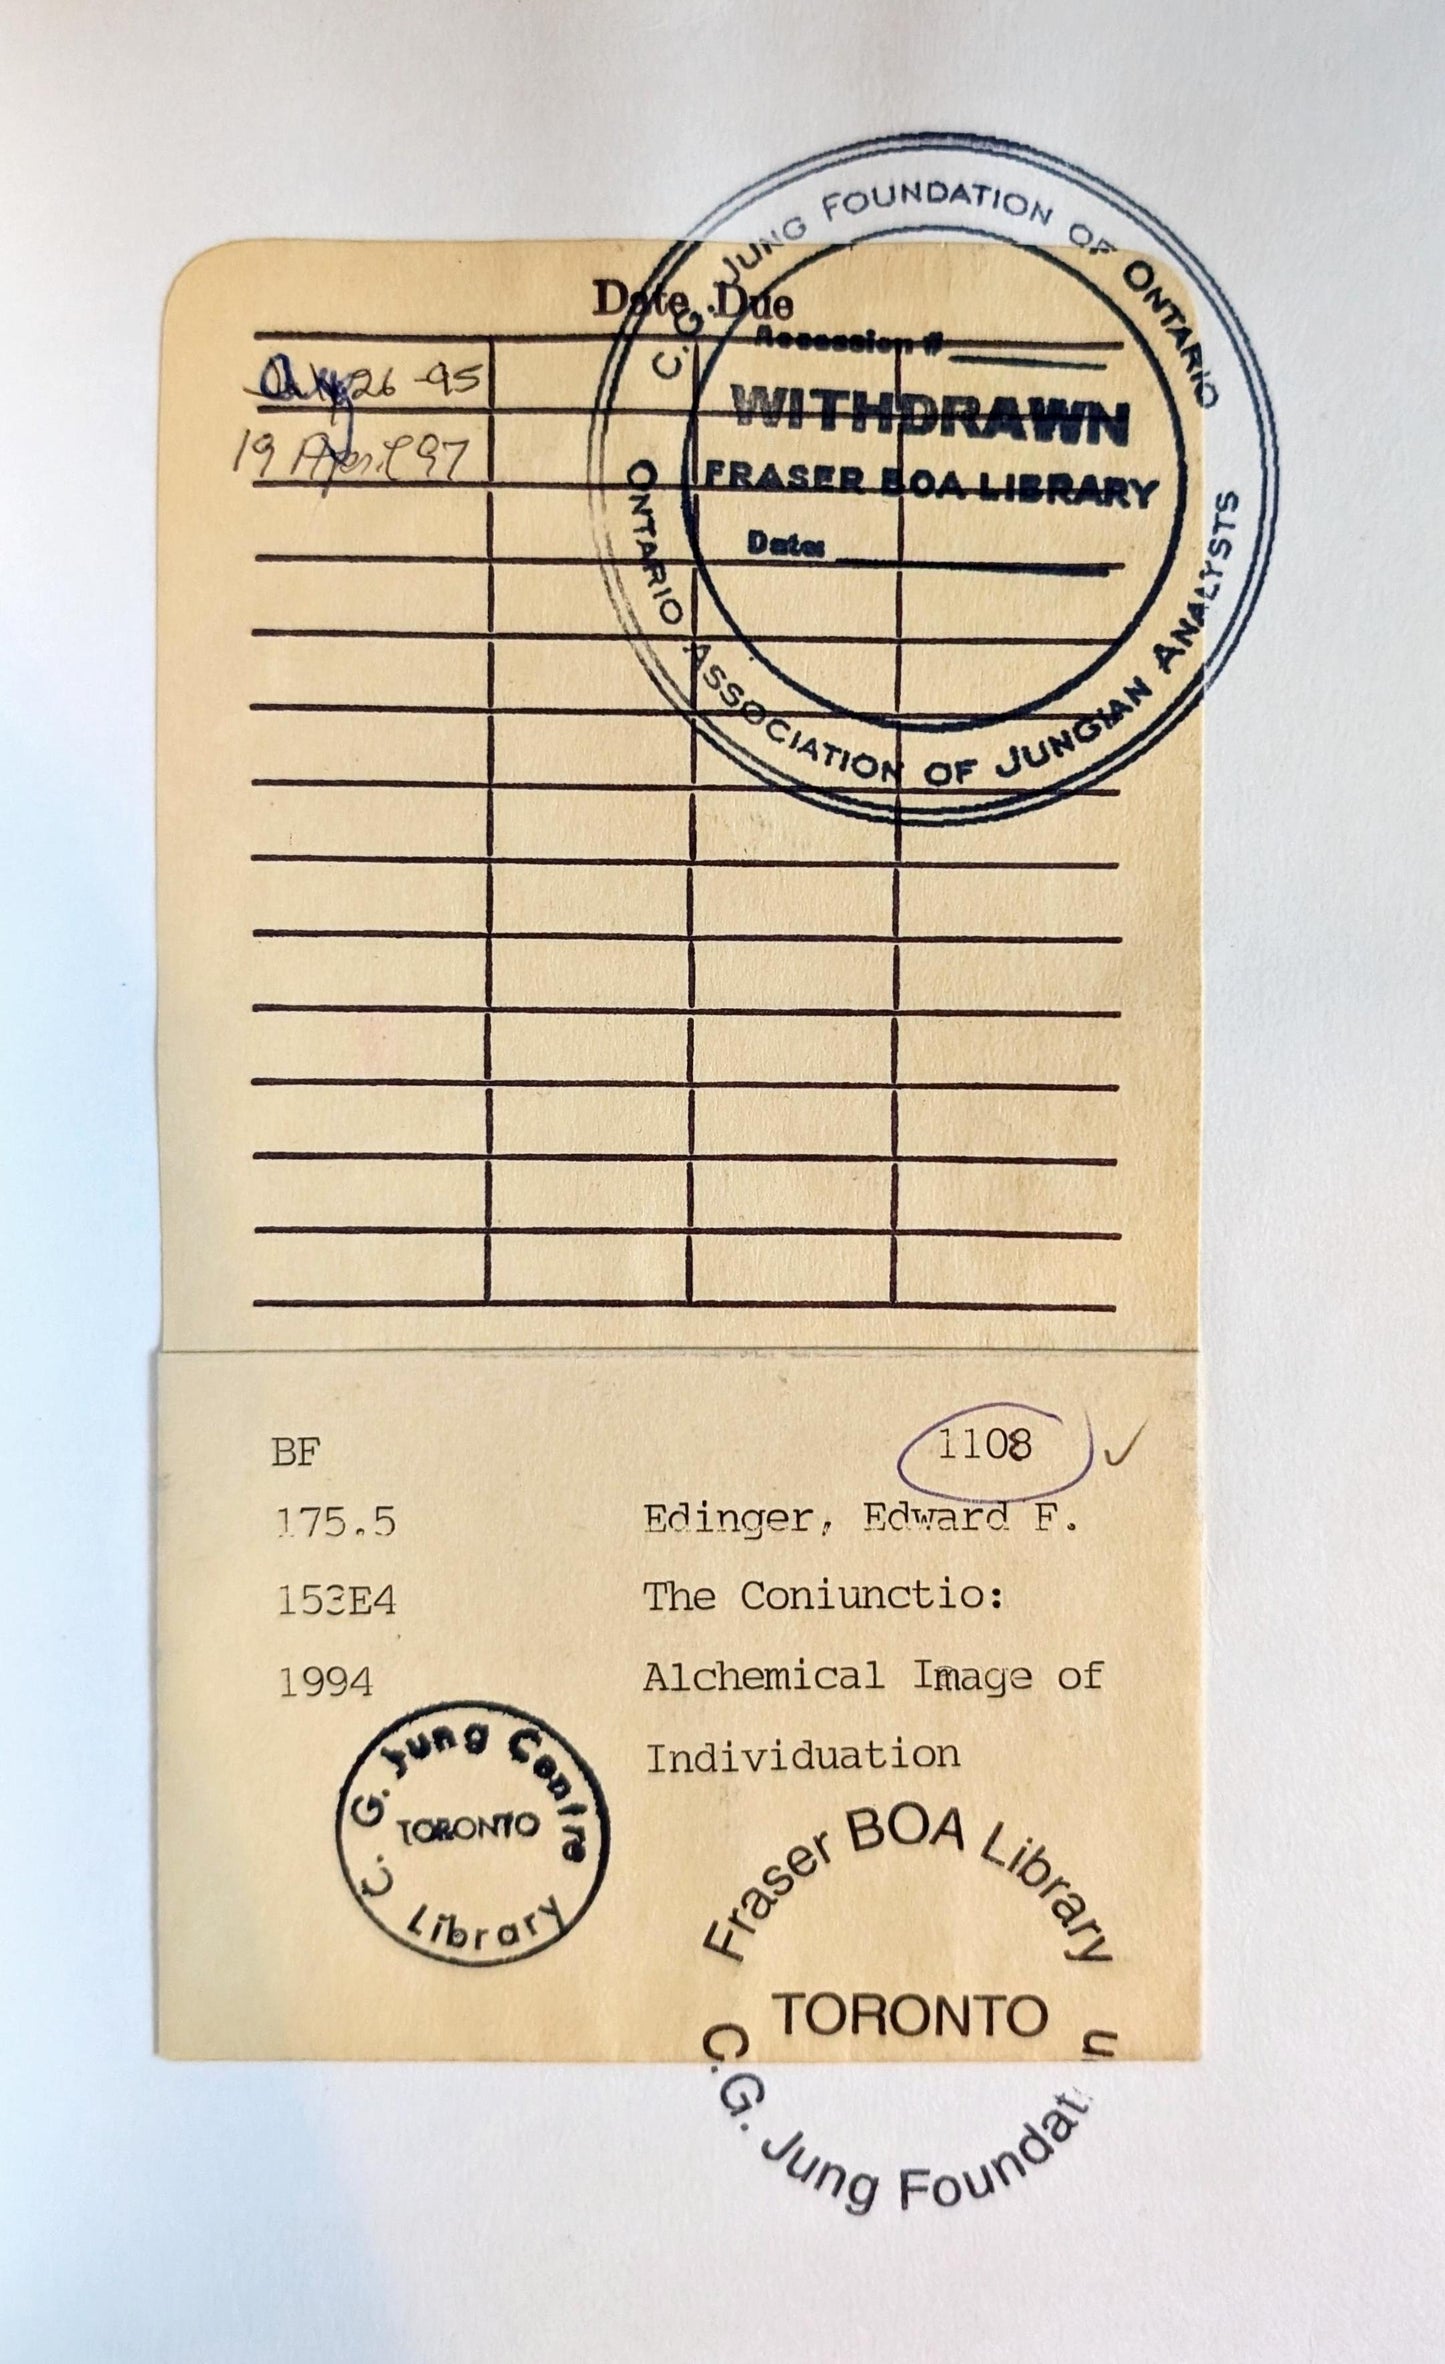 Date Due
26 -95
19 April 97
C.G. JUNG FOUNDATION OF ONTARIO
Accession #
WITHDRAWN
FRASER BOA LIBRARY
Date:
ONTARIO ASSOCIATION OF JUNGIAN ANALYSTS
BF
1108 ✓
175.5
Edinger, Edward F.
153E4
The Coniunctio:
1994
Alchemical Image of
Individuation
C. G. Jung Centre
TORONTO
Library
Fraser BOA Library
TORONTO
C.G. Jung Foundat n